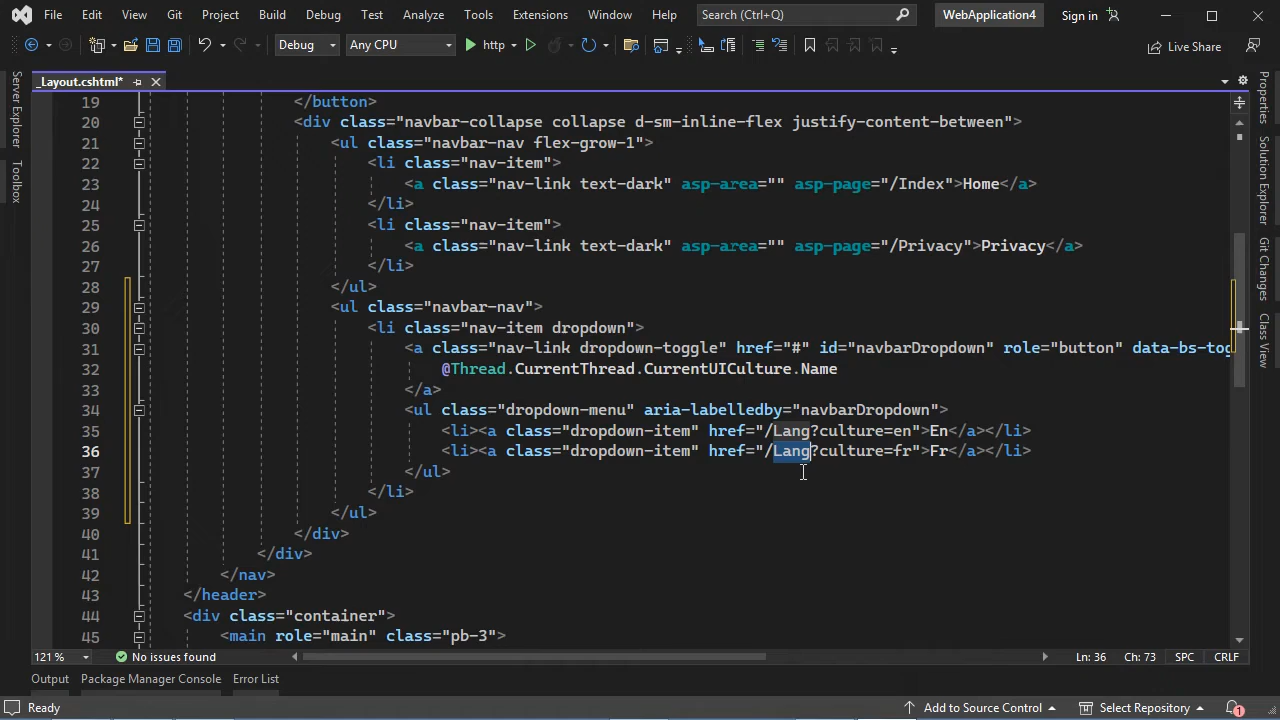 File Edit View Git Project Build Debug Test Analyze Tools Extensions Window Help Search (Ctrl+Q) WebApplication4 Sign in
Debug Any CPU http Live Share
_Layout.cshtml*
Server Explorer
Toolbox
19 </button>
20 <div class="navbar-collapse collapse d-sm-inline-flex justify-content-between">
21 <ul class="navbar-nav flex-grow-1">
22 <li class="nav-item">
23 <a class="nav-link text-dark" asp-area="" asp-page="/Index">Home</a>
24 </li>
25 <li class="nav-item">
26 <a class="nav-link text-dark" asp-area="" asp-page="/Privacy">Privacy</a>
27 </li>
28 </ul>
29 <ul class="navbar-nav">
30 <li class="nav-item dropdown">
31 <a class="nav-link dropdown-toggle" href="#" id="navbarDropdown" role="button" data-bs-tog
32 @Thread.CurrentThread.CurrentUICulture.Name
33 </a>
34 <ul class="dropdown-menu" aria-labelledby="navbarDropdown">
35 <li><a class="dropdown-item" href="/Lang?culture=en">En</a></li>
36 <li><a class="dropdown-item" href="/Lang?culture=fr">Fr</a></li>
37 </ul>
38 </li>
39 </ul>
40 </div>
41 </div>
42 </nav>
43 </header>
44 <div class="container">
45 <main role="main" class="pb-3">
Properties
Solution Explorer
Git Changes
Class View
121 % No issues found Ln: 36 Ch: 73 SPC CRLF
Output Package Manager Console Error List
Ready Add to Source Control Select Repository 1